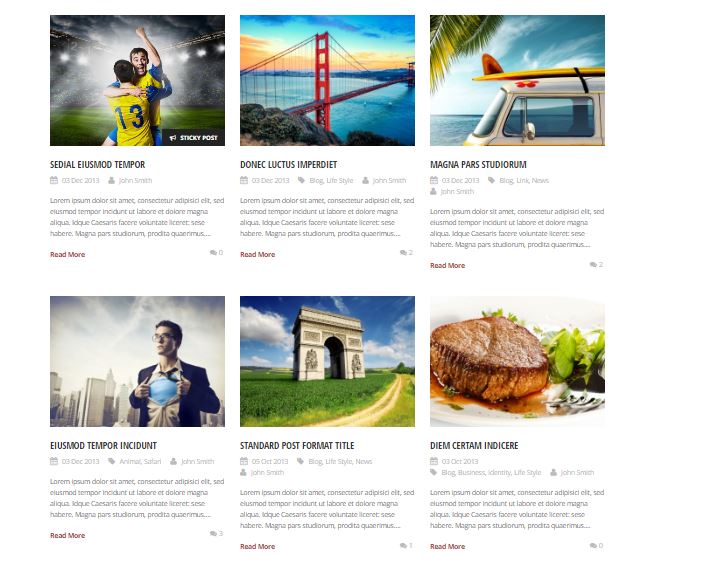 13
STICKY POST
SEDIAL EIUSMOD TEMPOR
03 Dec 2013 John Smith
Lorem ipsum dolor sit amet, consectetur adipisici elit, sed
eiusmod tempor incidunt ut labore et dolore magna
aliqua. Idque Caesaris facere voluntate liceret: sese
habere. Magna pars studiorum, prodita quaerimus....
Read More 0
DONEC LUCTUS IMPERDIET
03 Dec 2013 Blog, Life Style John Smith
Lorem ipsum dolor sit amet, consectetur adipisici elit, sed
eiusmod tempor incidunt ut labore et dolore magna
aliqua. Idque Caesaris facere voluntate liceret: sese
habere. Magna pars studiorum, prodita quaerimus....
Read More 2
MAGNA PARS STUDIORUM
03 Dec 2013 Blog, Link, News
John Smith
Lorem ipsum dolor sit amet, consectetur adipisici elit, sed
eiusmod tempor incidunt ut labore et dolore magna
aliqua. Idque Caesaris facere voluntate liceret: sese
habere. Magna pars studiorum, prodita quaerimus....
Read More 2
EIUSMOD TEMPOR INCIDUNT
03 Dec 2013 Animal, Safari John Smith
Lorem ipsum dolor sit amet, consectetur adipisici elit, sed
eiusmod tempor incidunt ut labore et dolore magna
aliqua. Idque Caesaris facere voluntate liceret: sese
habere. Magna pars studiorum, prodita quaerimus....
Read More 3
STANDARD POST FORMAT TITLE
05 Oct 2013 Blog, Life Style, News
John Smith
Lorem ipsum dolor sit amet, consectetur adipisici elit, sed
eiusmod tempor incidunt ut labore et dolore magna
aliqua. Idque Caesaris facere voluntate liceret: sese
habere. Magna pars studiorum, prodita quaerimus....
Read More 1
DIEM CERTAM INDICERE
03 Oct 2013
Blog, Business, Identity, Life Style John Smith
Lorem ipsum dolor sit amet, consectetur adipisici elit, sed
eiusmod tempor incidunt ut labore et dolore magna
aliqua. Idque Caesaris facere voluntate liceret: sese
habere. Magna pars studiorum, prodita quaerimus....
Read More 0